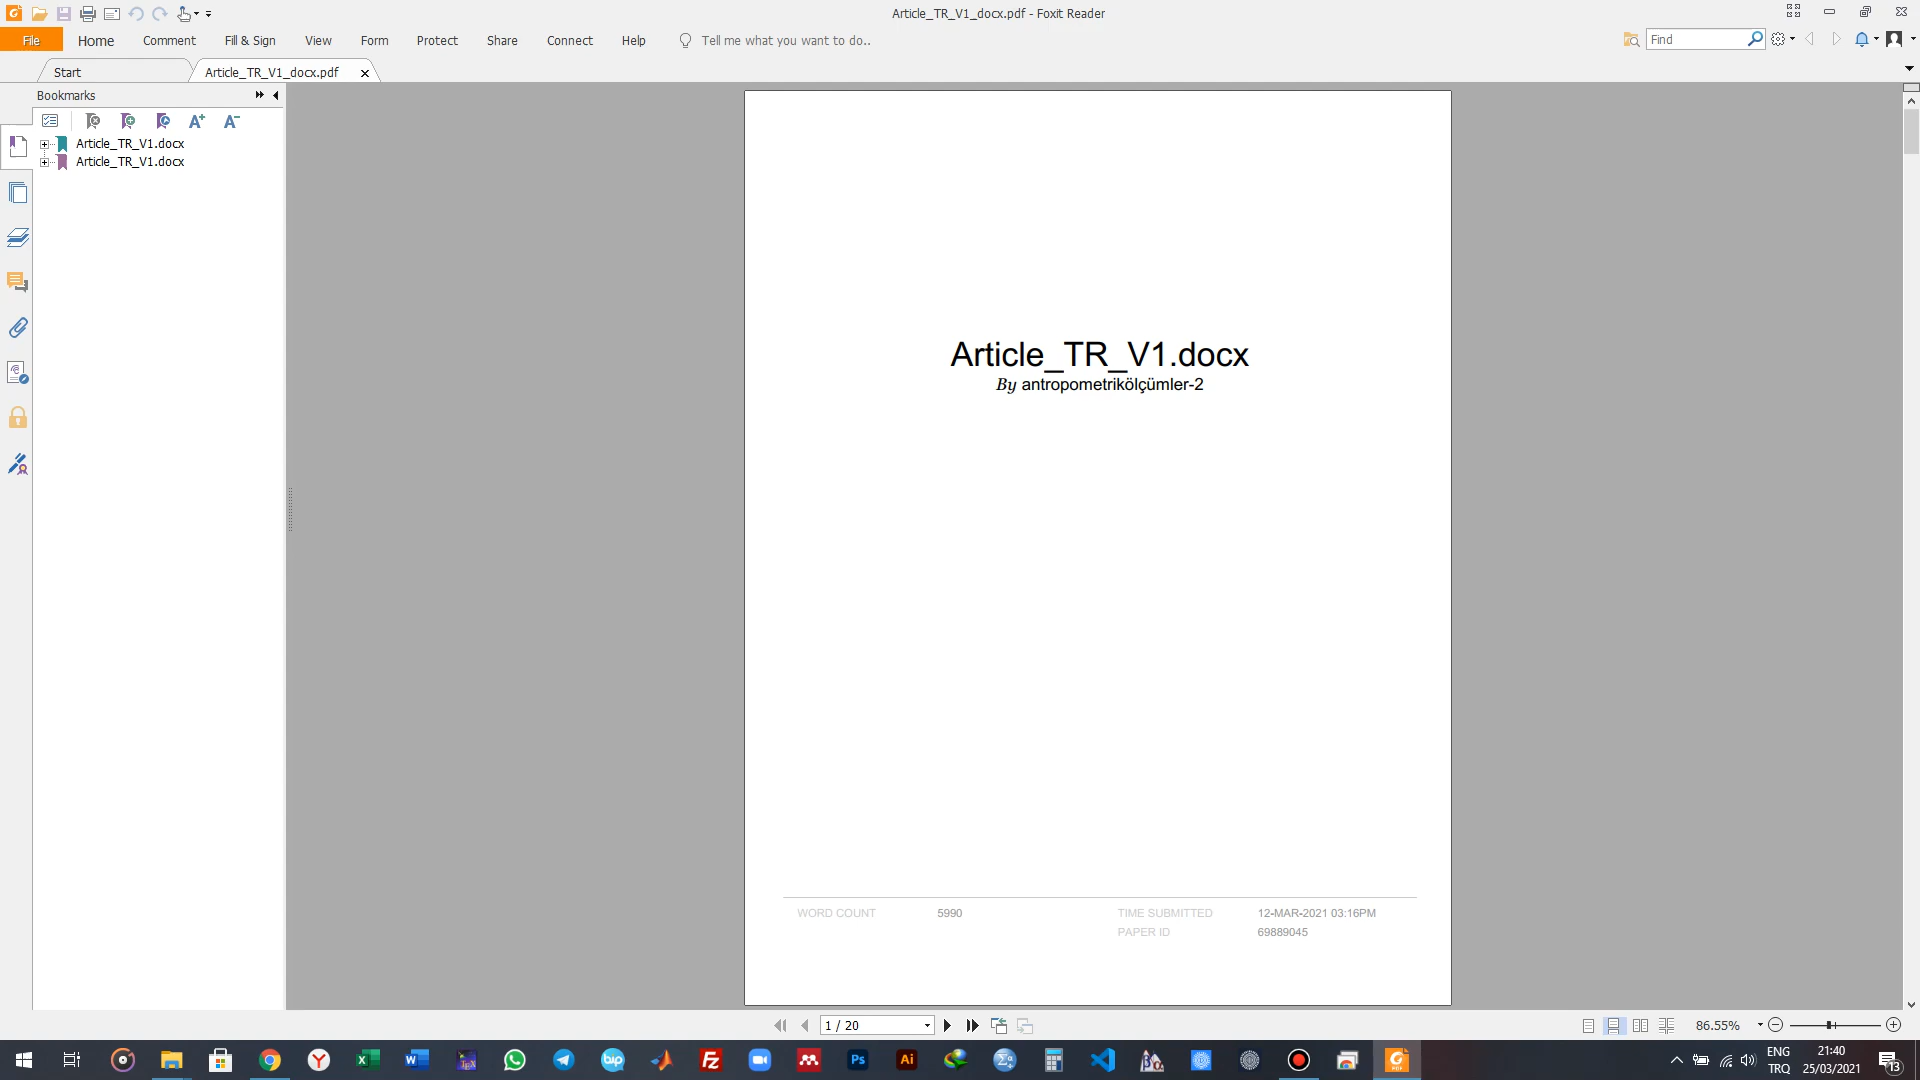 Article_TR_V1_docx.pdf - Foxit Reader
File Home Comment Fill & Sign View Form Protect Share Connect Help Tell me what you want to do.. Find
Start Article_TR_V1_docx.pdf
Bookmarks
Article_TR_V1.docx
Article_TR_V1.docx
Article_TR_V1.docx
By antropometrikölçümler-2
WORD COUNT 5990 TIME SUBMITTED 12-MAR-2021 03:16PM
PAPER ID 69889045
1 / 20 86.55%
ENG 21:40
TRQ 25/03/2021 13